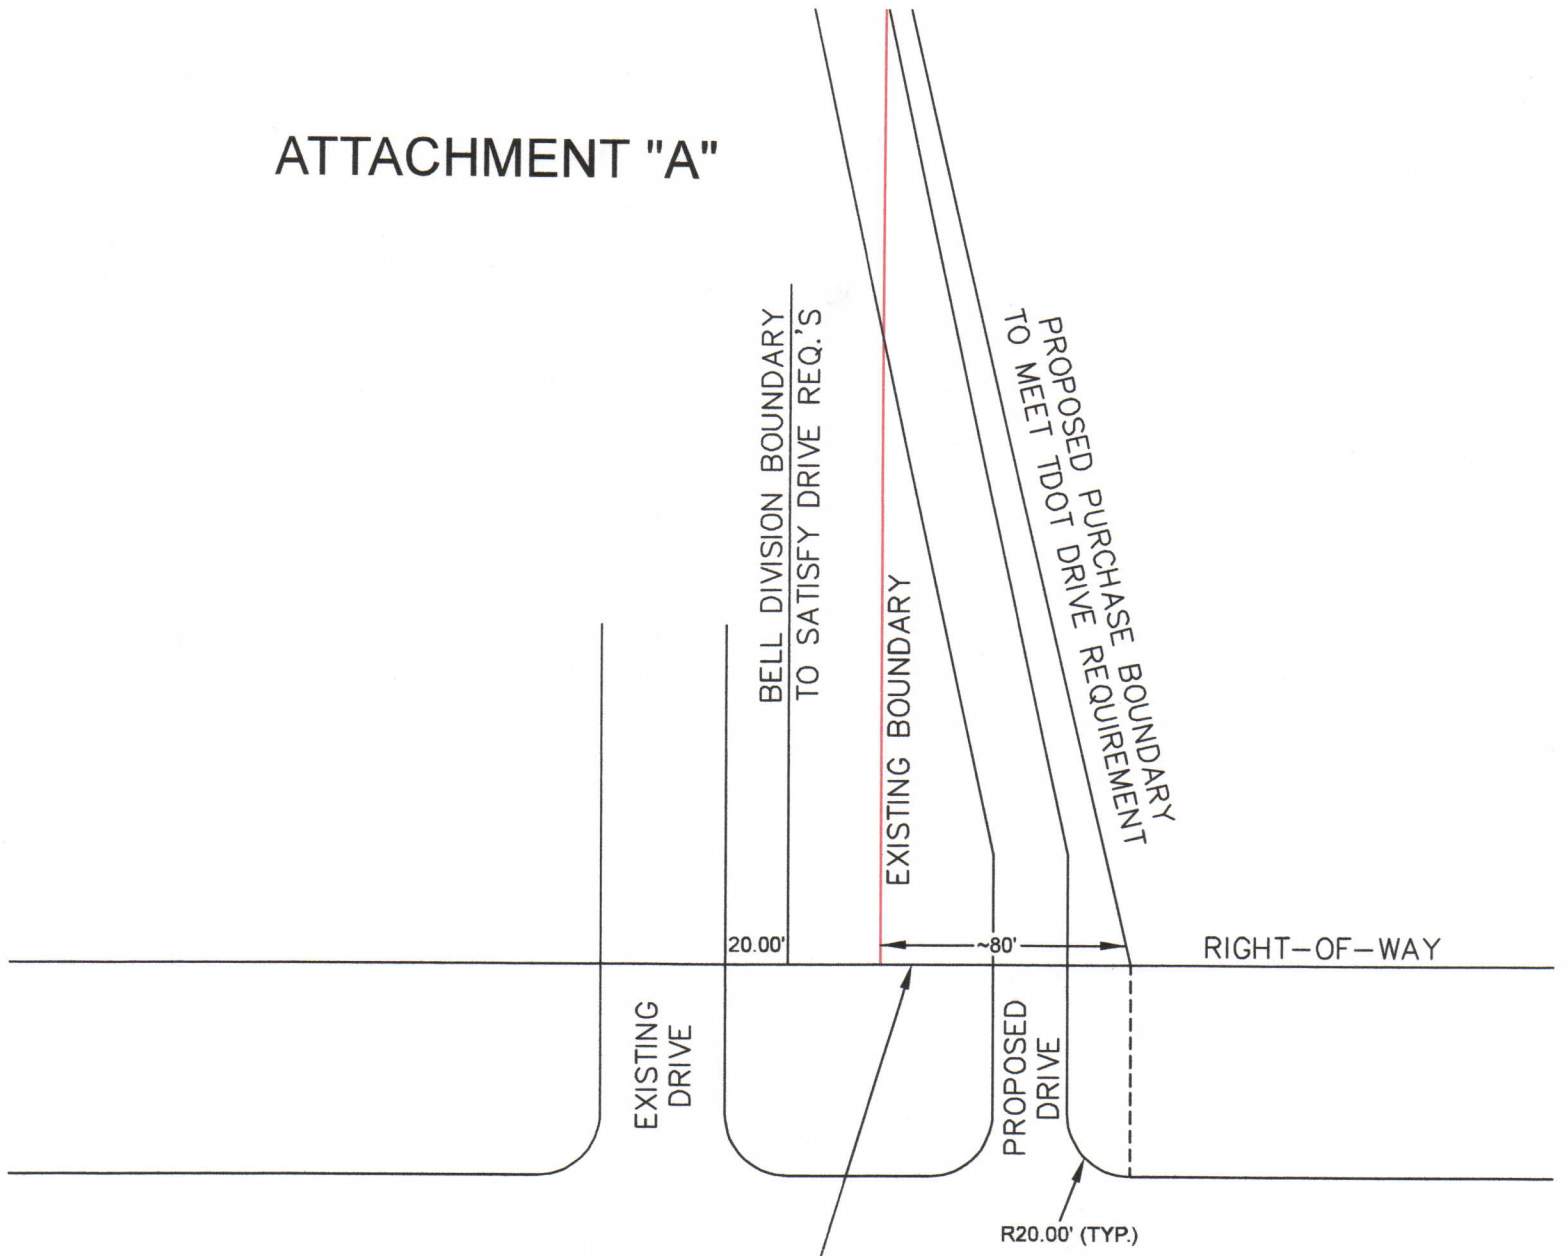 ATTACHMENT "A"
BELL DIVISION BOUNDARY
TO SATISFY DRIVE REQ.'S
EXISTING BOUNDARY
PROPOSED PURCHASE BOUNDARY
TO MEET TDOT DRIVE REQUIREMENT
20.00'
~80'
RIGHT-OF-WAY
EXISTING
DRIVE
PROPOSED
DRIVE
R20.00' (TYP.)